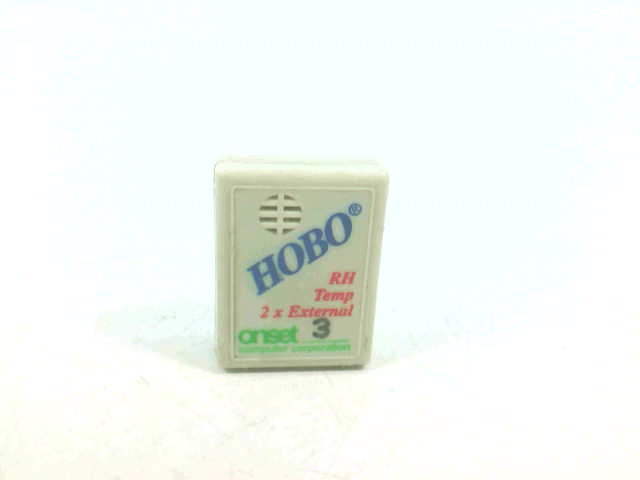 HOBO®
RH
Temp
2 x External
onset 3
computer corporation